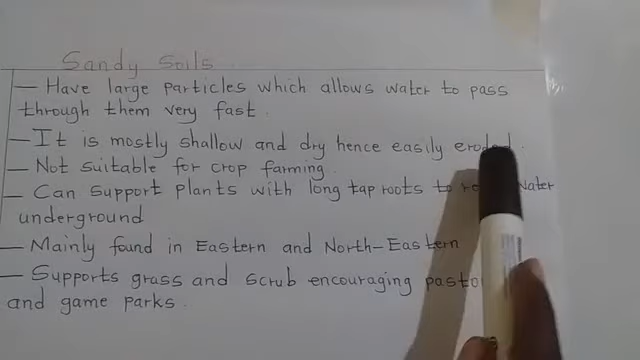 Sandy Soils
— Have large particles which allows water to pass
through them very fast.
— It is mostly shallow and dry hence easily eroded.
— Not suitable for crop farming.
— Can support plants with long tap roots to water
underground
— Mainly found in Eastern and North-Eastern
— Supports grass and scrub encouraging
and game parks.